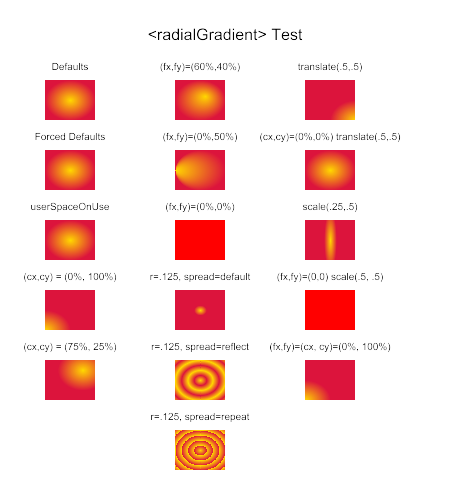 <radialGradient> Test
Defaults
(fx,fy)=(60%,40%)
translate(.5,.5)
Forced Defaults
(fx,fy)=(0%,50%)
(cx,cy)=(0%,0%) translate(.5,.5)
userSpaceOnUse
(fx,fy)=(0%,0%)
scale(.25,.5)
(cx,cy) = (0%, 100%)
r=.125, spread=default
(fx,fy)=(0,0) scale(.5, .5)
(cx,cy) = (75%, 25%)
r=.125, spread=reflect
(fx,fy)=(cx, cy)=(0%, 100%)
r=.125, spread=repeat